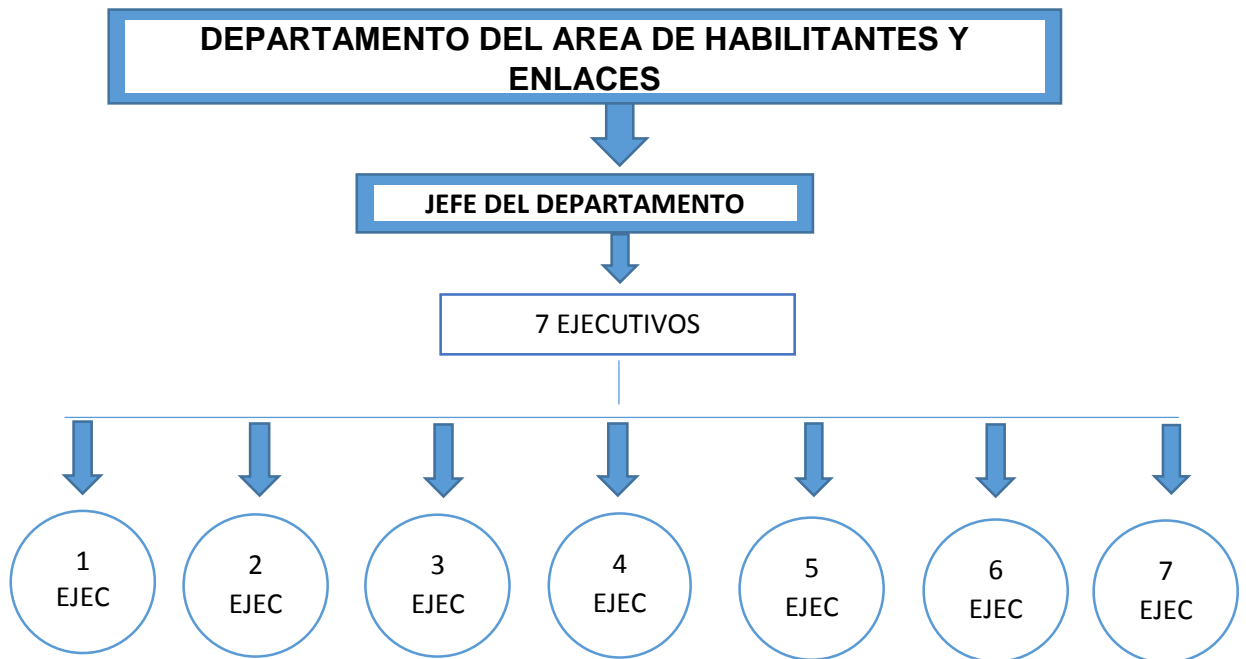 DEPARTAMENTO DEL AREA DE HABILITANTES Y
ENLACES
JEFE DEL DEPARTAMENTO
7 EJECUTIVOS
1
EJEC
2
EJEC
3
EJEC
4
EJEC
5
EJEC
6
EJEC
7
EJEC